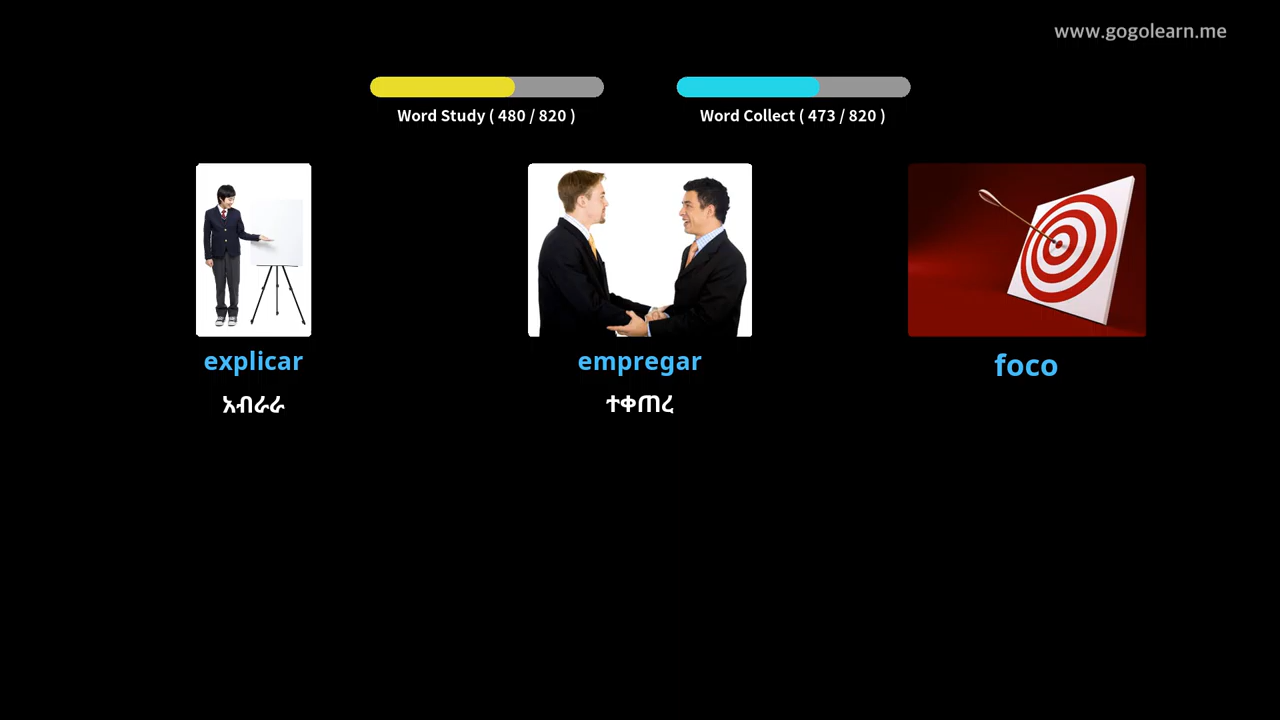 www.gogolearn.me
Word Study ( 480 / 820 )
Word Collect ( 473 / 820 )
explicar
empregar
foco
አብራራ
ተቀጠረ